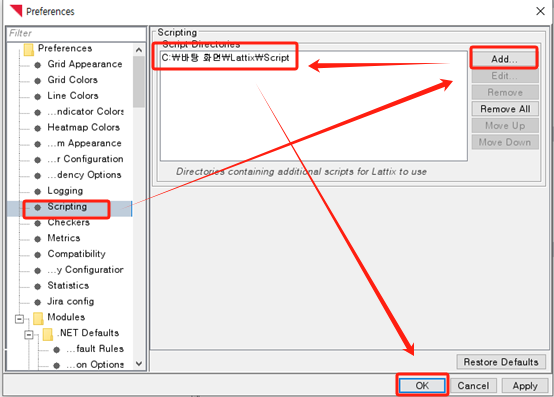 Preferences
Filter
Preferences
Grid Appearance
Grid Colors
Line Colors
...ndicator Colors
Heatmap Colors
...m Appearance
...r Configuration
...dency Options
Logging
Scripting
Checkers
Metrics
Compatibility
...y Configuration
Statistics
Jira config
Modules
.NET Defaults
...fault Rules
...on Options
Scripting
Script Directories
C:₩바탕 화면₩Lattix₩Script
Add...
Edit...
Remove
Remove All
Move Up
Move Down
Directories containing additional scripts for Lattix to use
Restore Defaults
OK
Cancel
Apply